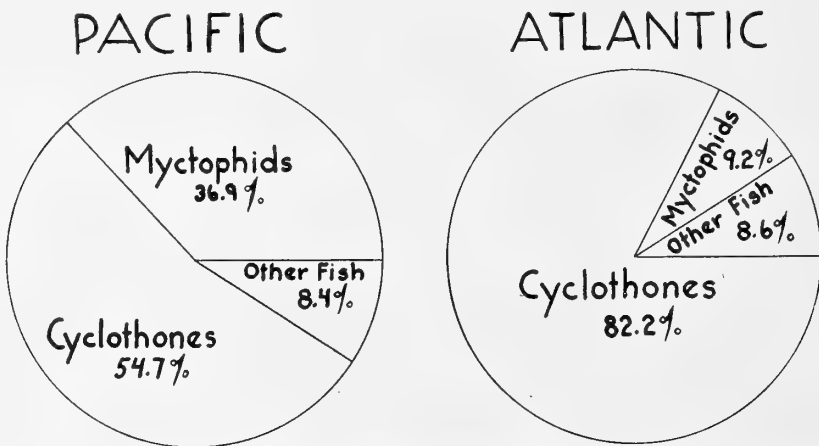 PACIFIC
Myctophids
36.9%
Other Fish
8.4%
Cyclothones
54.7%
ATLANTIC
Myctophids
9.2%
Other Fish
8.6%
Cyclothones
82.2%